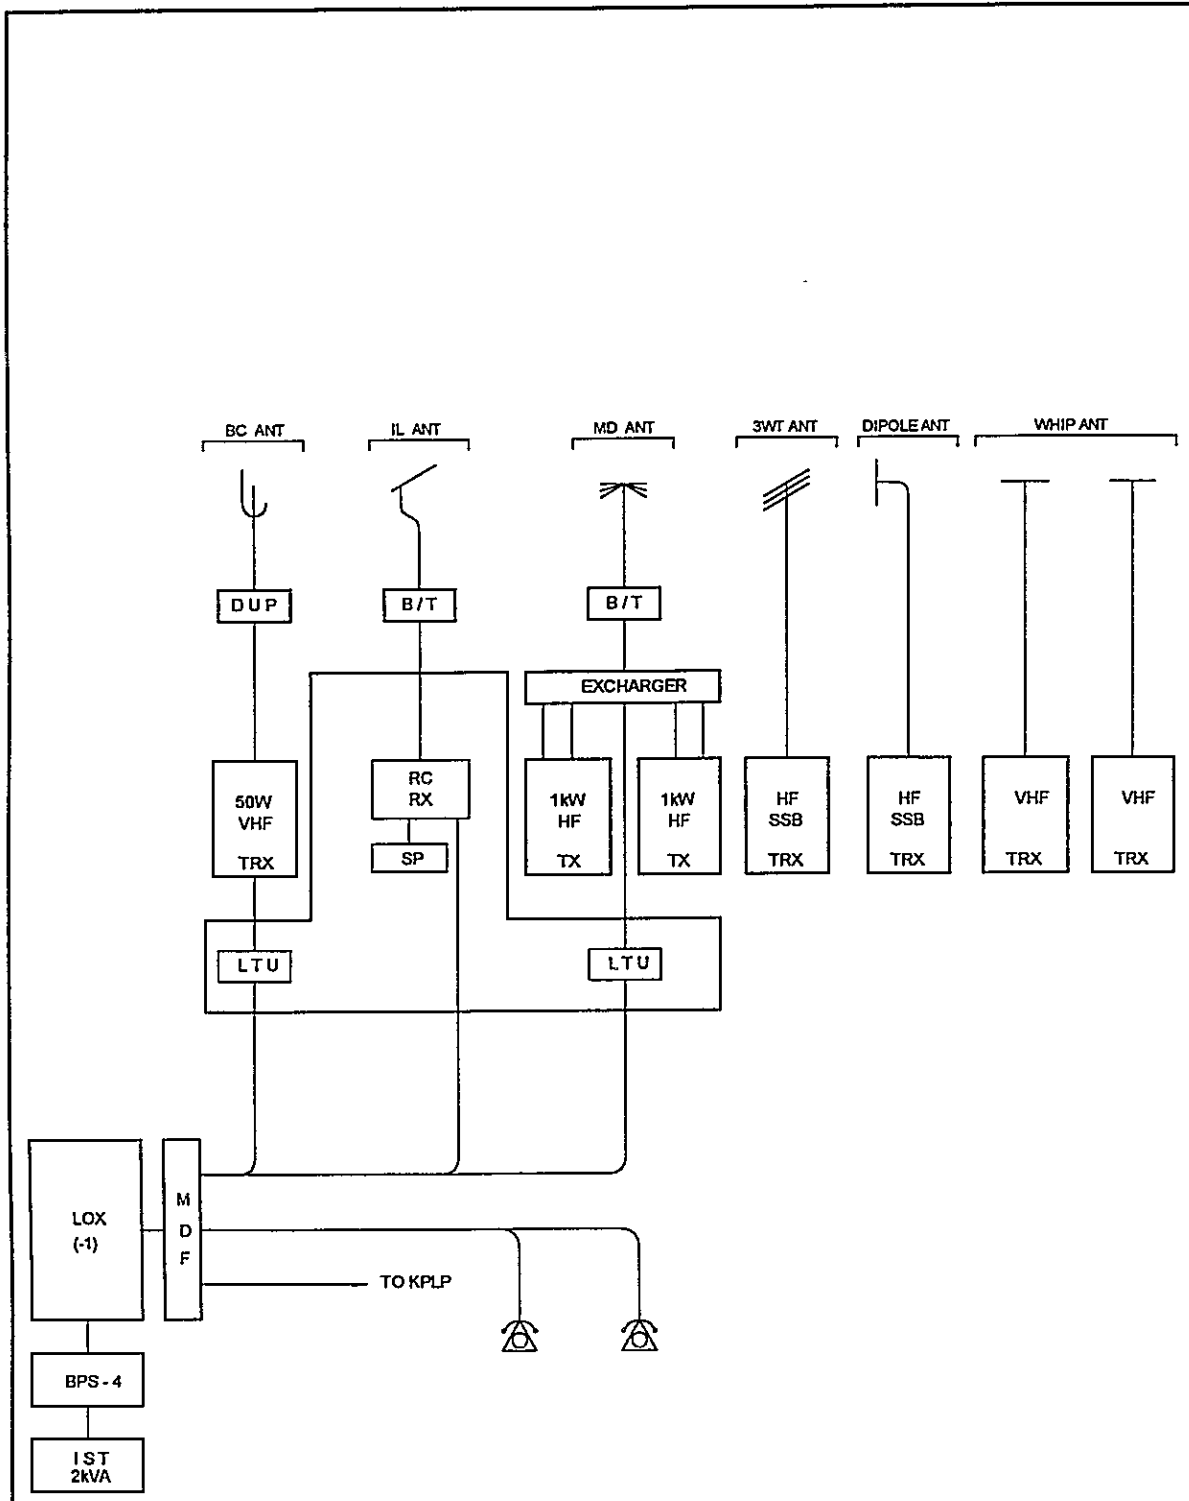 BC ANT
IL ANT
MD ANT
3WT ANT
DIPOLE ANT
WHIP ANT
DUP
B / T
B / T
EXCHARGER
50W
VHF
TRX
RC
RX
SP
1kW
HF
TX
1kW
HF
TX
HF
SSB
TRX
HF
SSB
TRX
VHF
TRX
VHF
TRX
LTU
LTU
LOX
(-1)
M
D
F
TO KPLP
BPS - 4
IST
2kVA